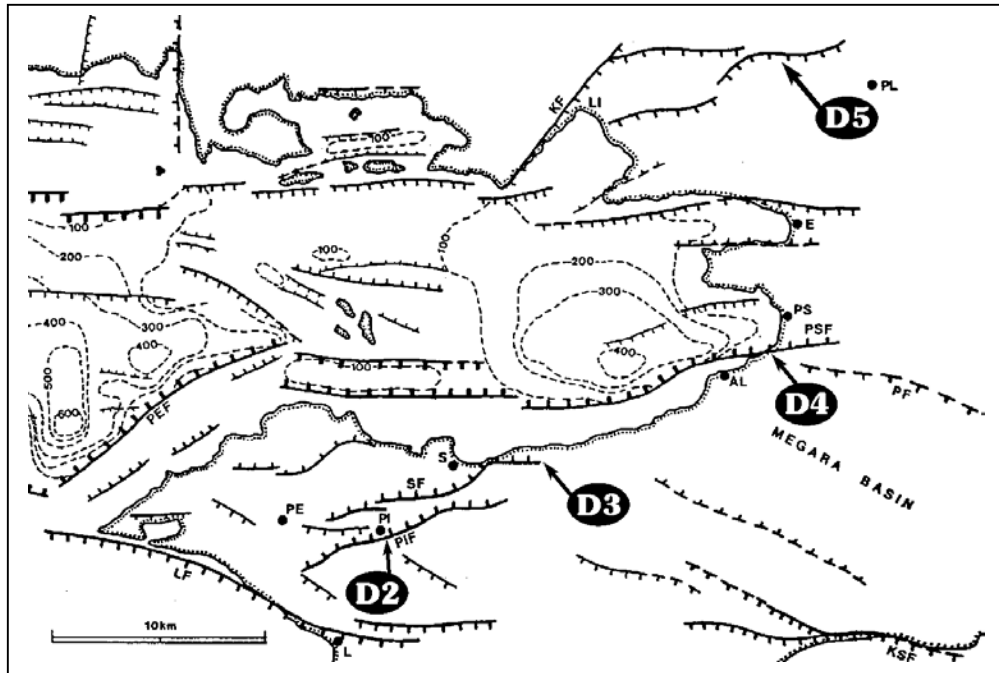 KF
LI
D5
PL
100
100
E
100
200
100
200
300
300
400
400
400
500
600
100
PS
PSF
AL
PF
D4
PEF
MEGARA BASIN
S
SF
D3
PE
PI
PIF
D2
LF
10km
L
KSF